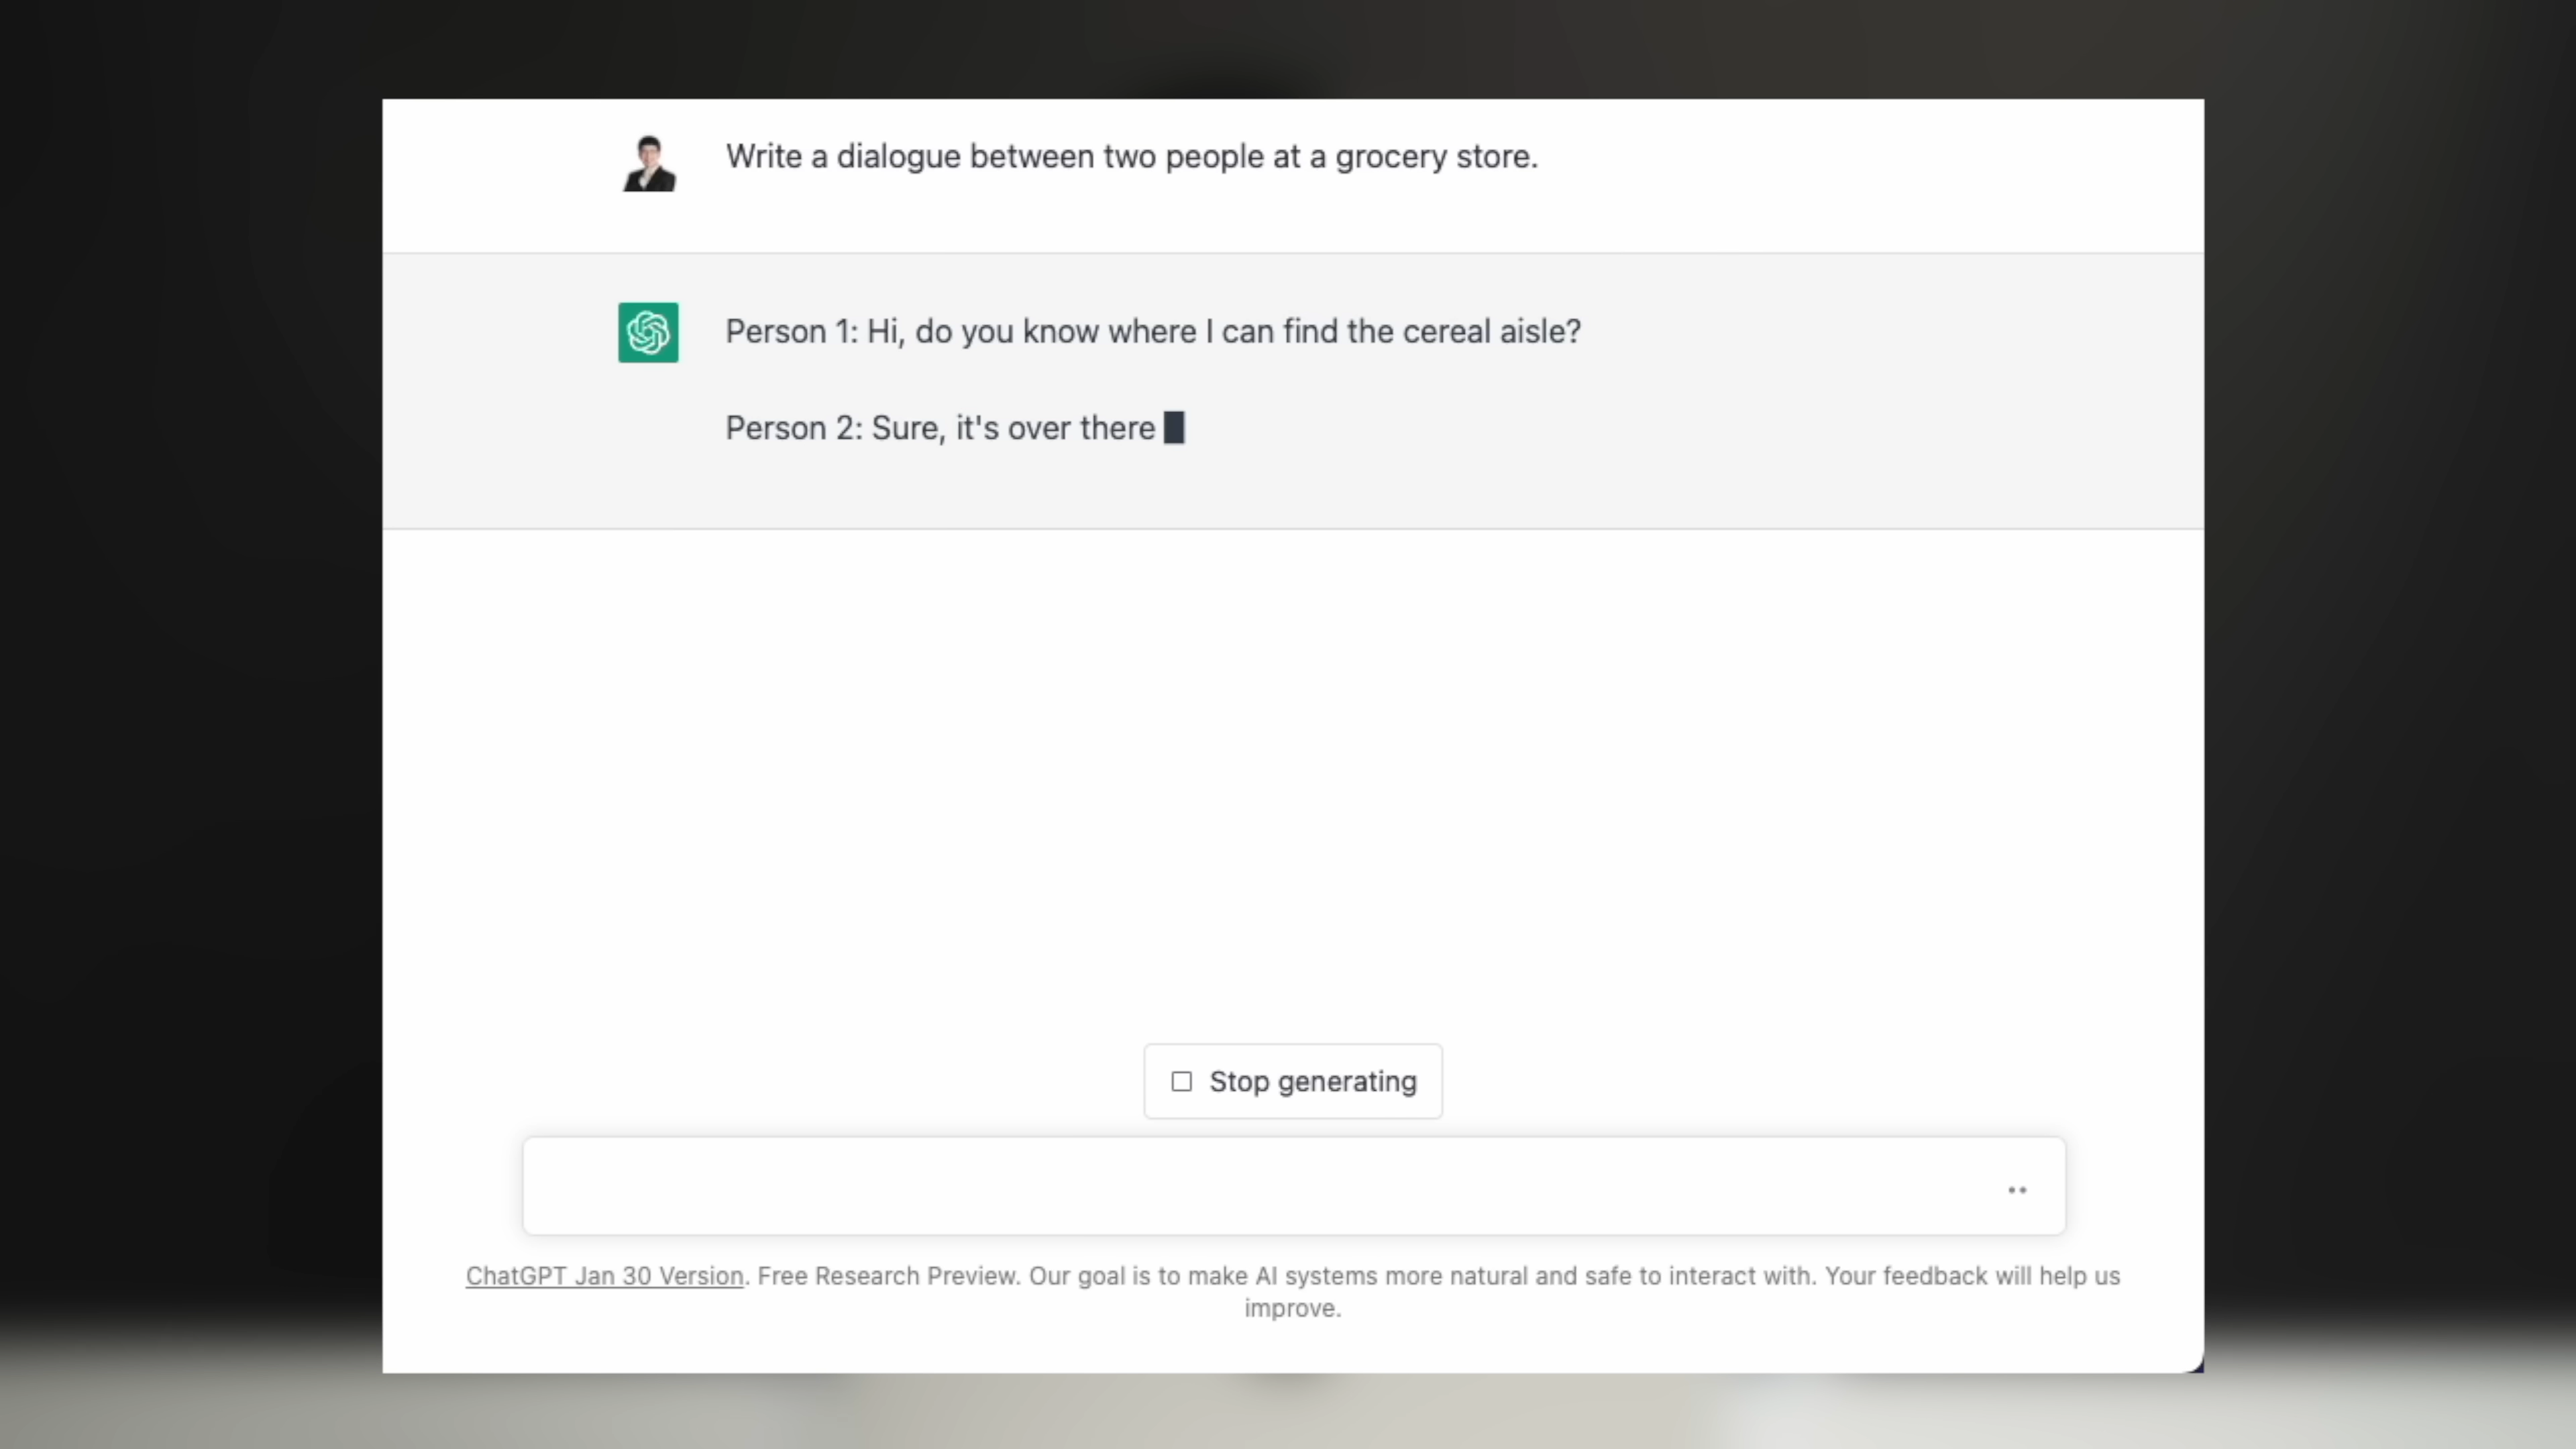 Write a dialogue between two people at a grocery store.
Person 1: Hi, do you know where I can find the cereal aisle?
Person 2: Sure, it's over there
Stop generating
ChatGPT Jan 30 Version. Free Research Preview. Our goal is to make AI systems more natural and safe to interact with. Your feedback will help us
improve.